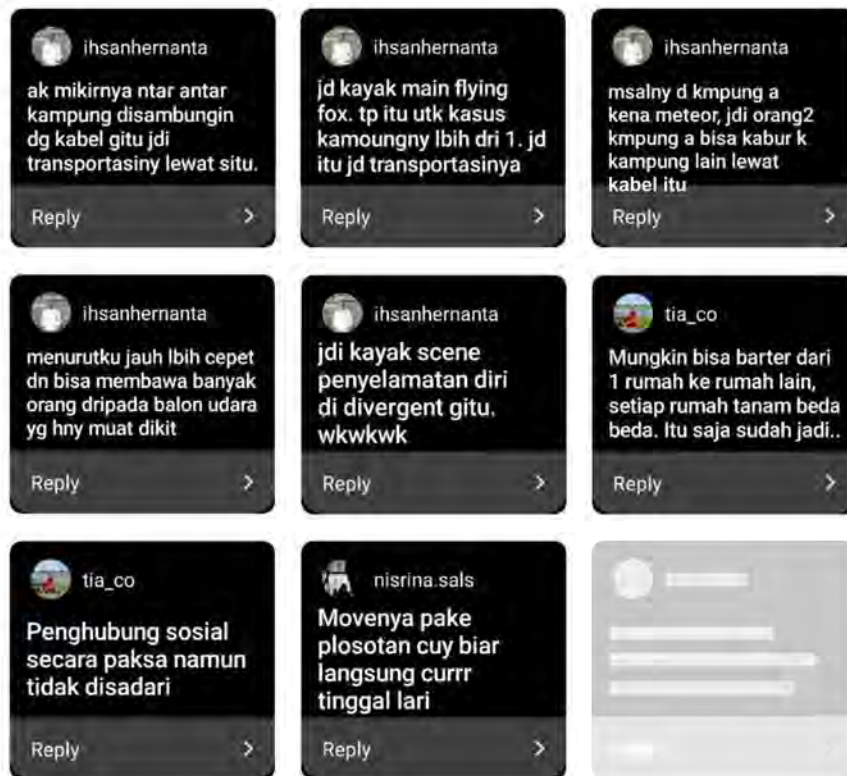 ihsanhernanta
ak mikirnya ntar antar
kampung disambungin
dg kabel gitu jdi
transportasiny lewat situ.
Reply
ihsanhernanta
jd kayak main flying
fox. tp itu utk kasus
kamoungny lbih dri 1. jd
itu jd transportasinya
Reply
ihsanhernanta
msalny d kmpung a
kena meteor, jdi orang2
kmpung a bisa kabur k
kampung lain lewat
kabel itu
Reply
ihsanhernanta
menurutku jauh lbih cepet
dn bisa membawa banyak
orang dripada balon udara
yg hny muat dikit
Reply
ihsanhernanta
jdi kayak scene
penyelamatan diri
di divergent gitu.
wkwkwk
Reply
tia_co
Mungkin bisa barter dari
1 rumah ke rumah lain,
setiap rumah tanam beda
beda. Itu saja sudah jadi..
Reply
tia_co
Penghubung sosial
secara paksa namun
tidak disadari
Reply
nisrina.sals
Movenya pake
plosotan cuy biar
langsung currr
tinggal lari
Reply